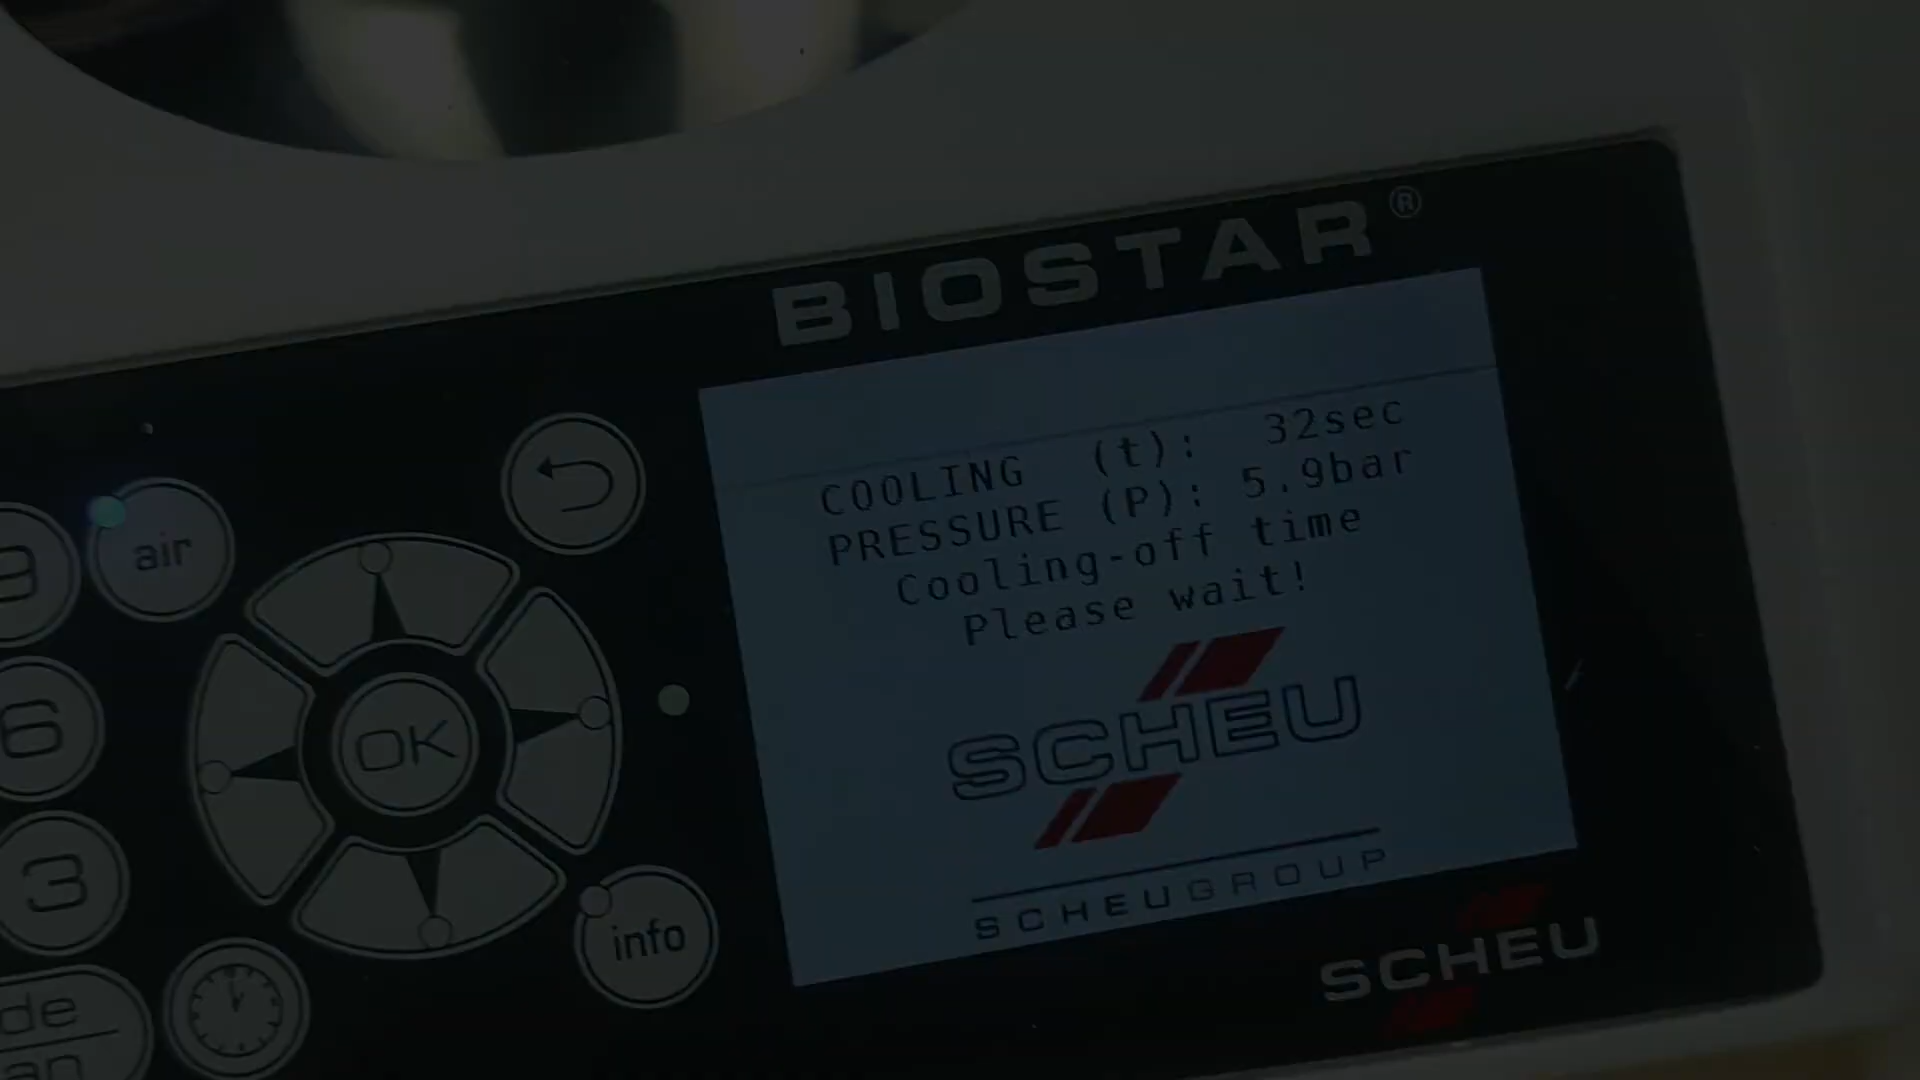 BIOSTAR®
COOLING (t): 32sec
PRESSURE (P): 5.9bar
Cooling-off time
Please wait!
SCHEU
SCHEUGROUP
SCHEU
air
OK
info
9
6
3